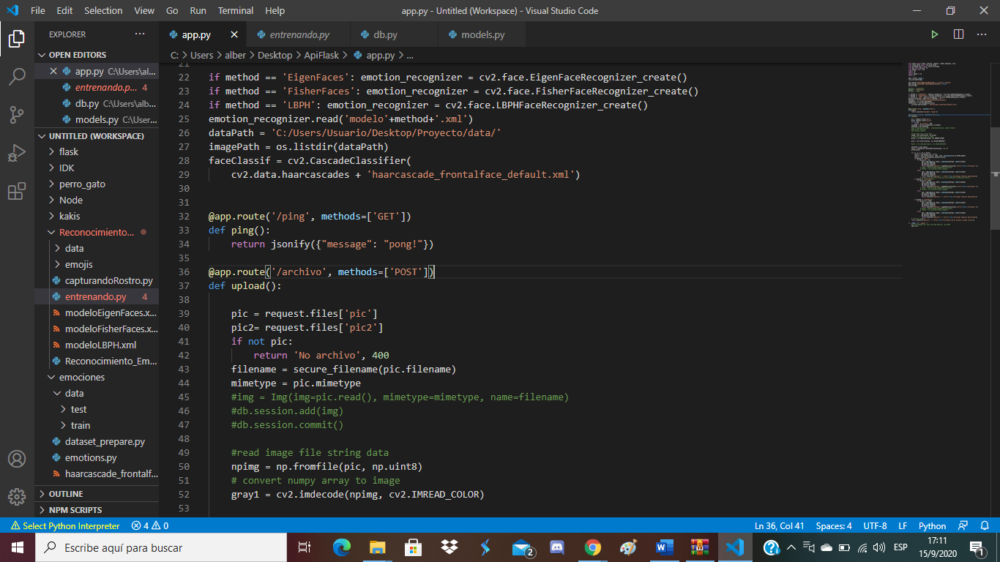 File Edit Selection View Go Run Terminal Help app.py - Untitled (Workspace) - Visual Studio Code
EXPLORER ···
app.py entrenando.py db.py models.py
C: > Users > alber > Desktop > ApiFlask > app.py > ...
OPEN EDITORS
app.py C:\Users\al...
entrenando.p... 4
db.py C:\Users\alb...
models.py C:\User...
UNTITLED (WORKSPACE)
flask
IDK
perro_gato
Node
kakis
Reconocimiento...
data
emojis
capturandoRostro.py
entrenando.py 4
modeloEigenFaces.x...
modeloFisherFaces.x...
modeloLBPH.xml
Reconocimiento_Em...
emociones
data
test
train
dataset_prepare.py
emotions.py
haarcascade_frontalf...
OUTLINE
NPM SCRIPTS
21
22 if method == 'EigenFaces': emotion_recognizer = cv2.face.EigenFaceRecognizer_create()
23 if method == 'FisherFaces': emotion_recognizer = cv2.face.FisherFaceRecognizer_create()
24 if method == 'LBPH': emotion_recognizer = cv2.face.LBPHFaceRecognizer_create()
25 emotion_recognizer.read('modelo'+method+'.xml')
26 dataPath = 'C:/Users/Usuario/Desktop/Proyecto/data/'
27 imagePath = os.listdir(dataPath)
28 faceClassif = cv2.CascadeClassifier(
29 cv2.data.haarcascades + 'haarcascade_frontalface_default.xml')
30
31
32 @app.route('/ping', methods=['GET'])
33 def ping():
34 return jsonify({"message": "pong!"})
35
36 @app.route('/archivo', methods=['POST'])
37 def upload():
38
39 pic = request.files['pic']
40 pic2= request.files['pic2']
41 if not pic:
42 return 'No archivo', 400
43 filename = secure_filename(pic.filename)
44 mimetype = pic.mimetype
45 #img = Img(img=pic.read(), mimetype=mimetype, name=filename)
46 #db.session.add(img)
47 #db.session.commit()
48
49 #read image file string data
50 npimg = np.fromfile(pic, np.uint8)
51 # convert numpy array to image
52 gray1 = cv2.imdecode(npimg, cv2.IMREAD_COLOR)
53
Select Python Interpreter 4 0 Ln 36, Col 41 Spaces: 4 UTF-8 LF Python
Escribe aquí para buscar
2
ESP
17:11
15/9/2020
1